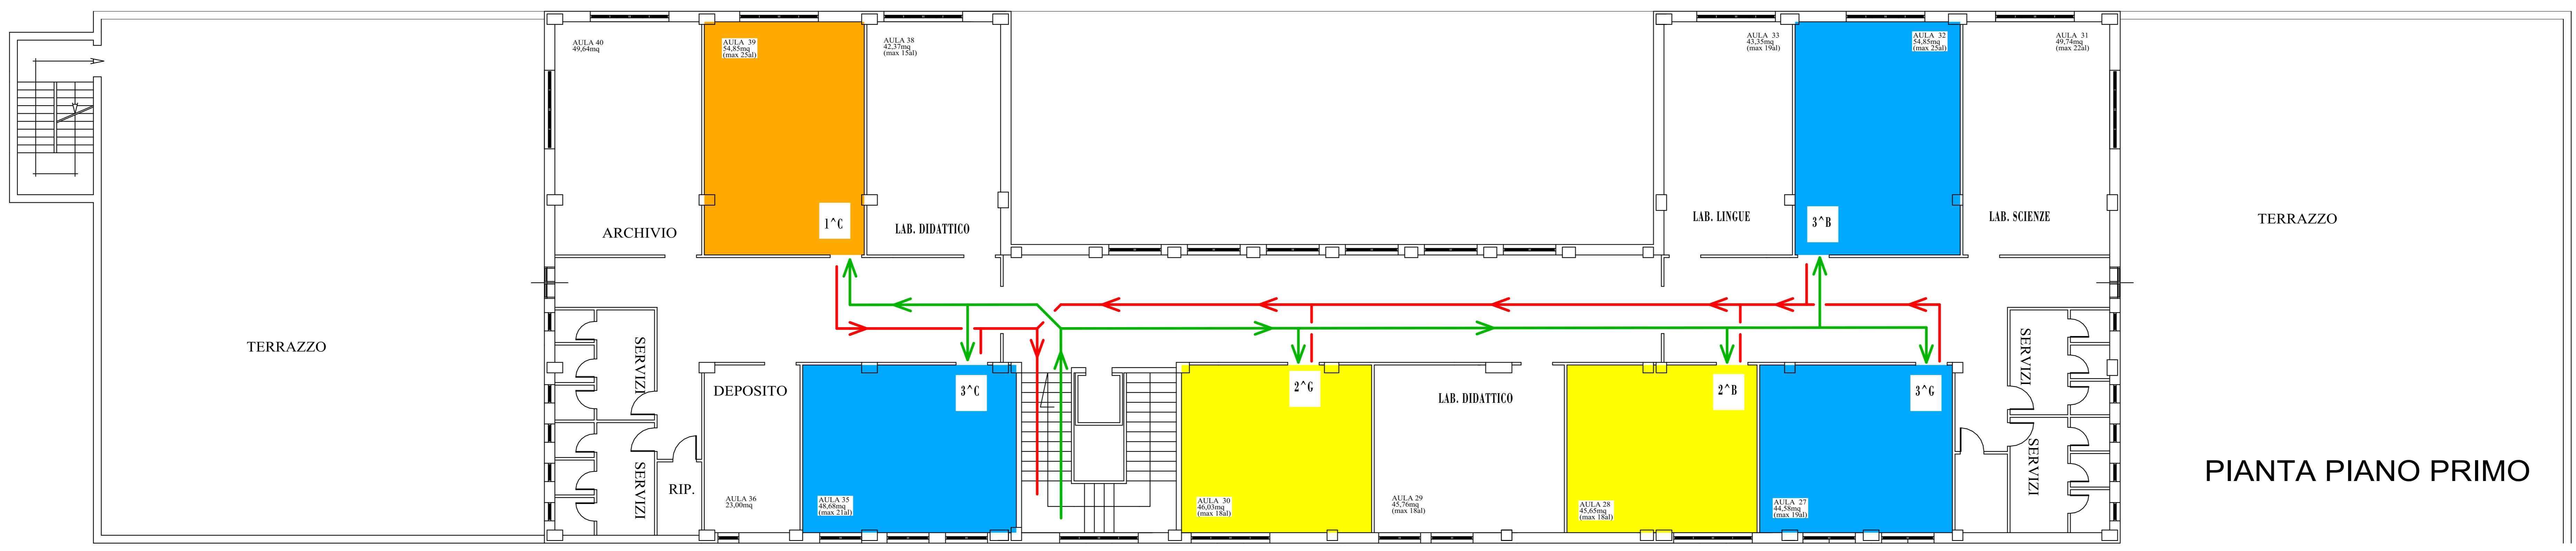 AULA 40
49,64mq
AULA 39
54,85mq
(max 25al)
AULA 38
42,37mq
(max 15al)
AULA 33
43,35mq
(max 19al)
AULA 32
54,85mq
(max 25al)
AULA 31
49,74mq
(max 22al)
ARCHIVIO
1^C
LAB. DIDATTICO
LAB. LINGUE
3^B
LAB. SCIENZE
TERRAZZO
TERRAZZO
SERVIZI
SERVIZI
RIP.
DEPOSITO
AULA 36
23,00mq
3^C
AULA 35
48,68mq
(max 21al)
2^G
AULA 30
46,03mq
(max 18al)
LAB. DIDATTICO
AULA 29
45,76mq
(max 18al)
2^B
AULA 28
45,65mq
(max 18al)
3^G
AULA 27
44,58mq
(max 19al)
SERVIZI
SERVIZI
PIANTA PIANO PRIMO